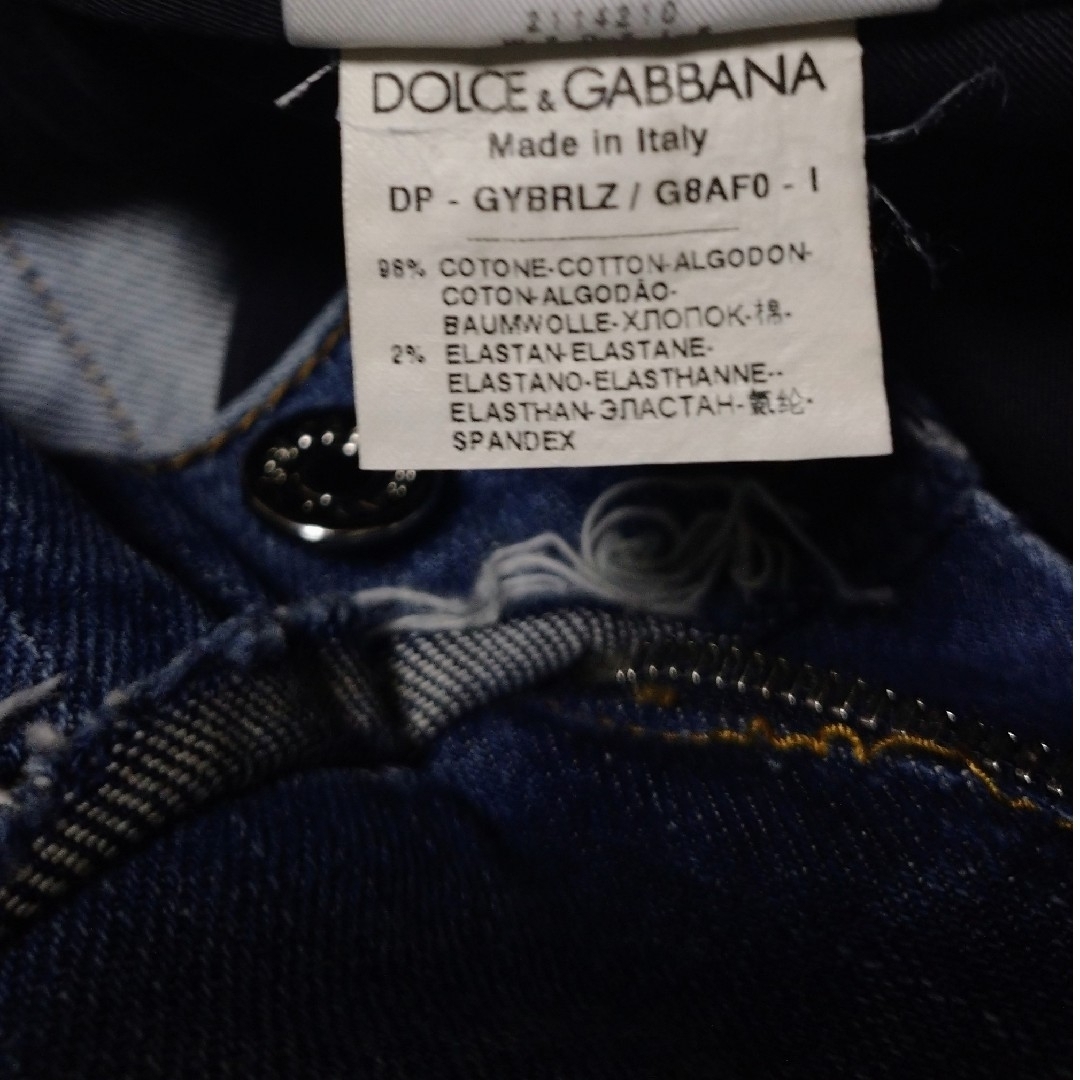 2114210
DOLCE & GABBANA
Made in Italy
DP - GYBRLZ / G8AF0 - I
98% COTONE-COTTON-ALGODON-
COTON-ALGODÃO-
BAUMWOLLE-ХЛОПОК-棉-
2% ELASTAN-ELASTANE-
ELASTANO-ELASTHANNE--
ELASTHAN-ЭЛАСТАН-氨纶-
SPANDEX